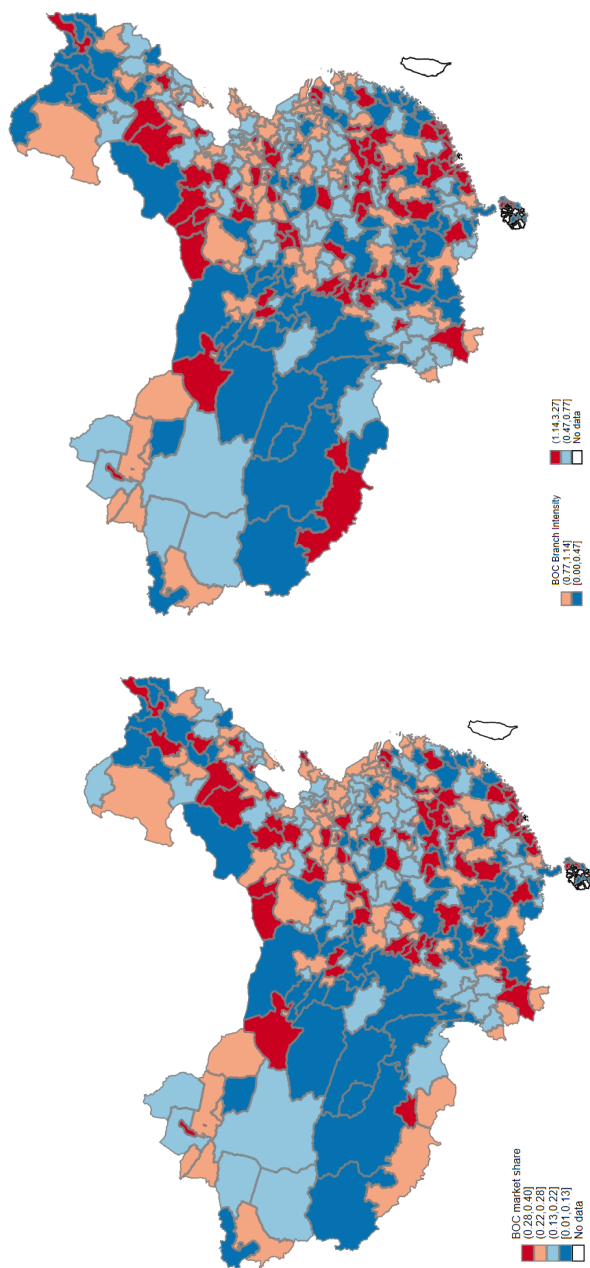 BOC Branch Intensity
(1.14,3.27]
(0.77,1.14]
(0.47,0.77]
[0.00,0.47]
No data
BOC market share
(0.28,0.40]
(0.22,0.28]
(0.13,0.22]
[0.01,0.13]
No data